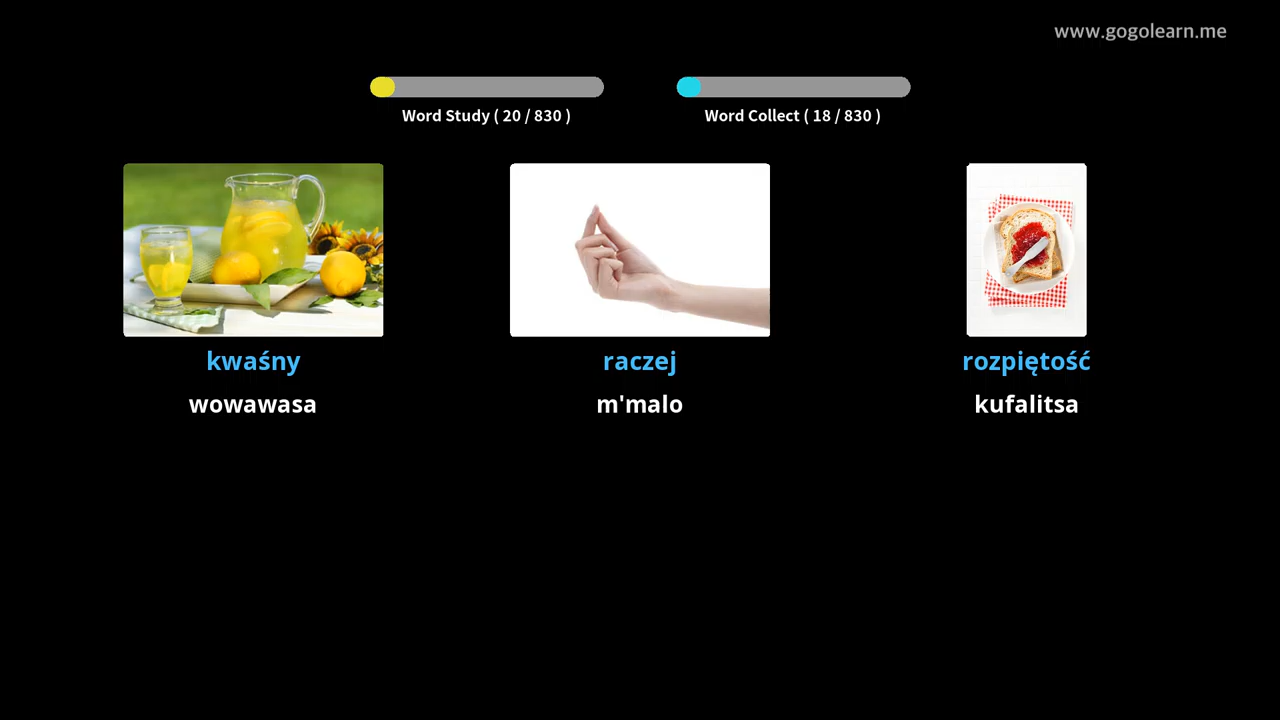 www.gogolearn.me
Word Study ( 20 / 830 )
Word Collect ( 18 / 830 )
kwaśny
raczej
rozpiętość
wowawasa
m'malo
kufalitsa